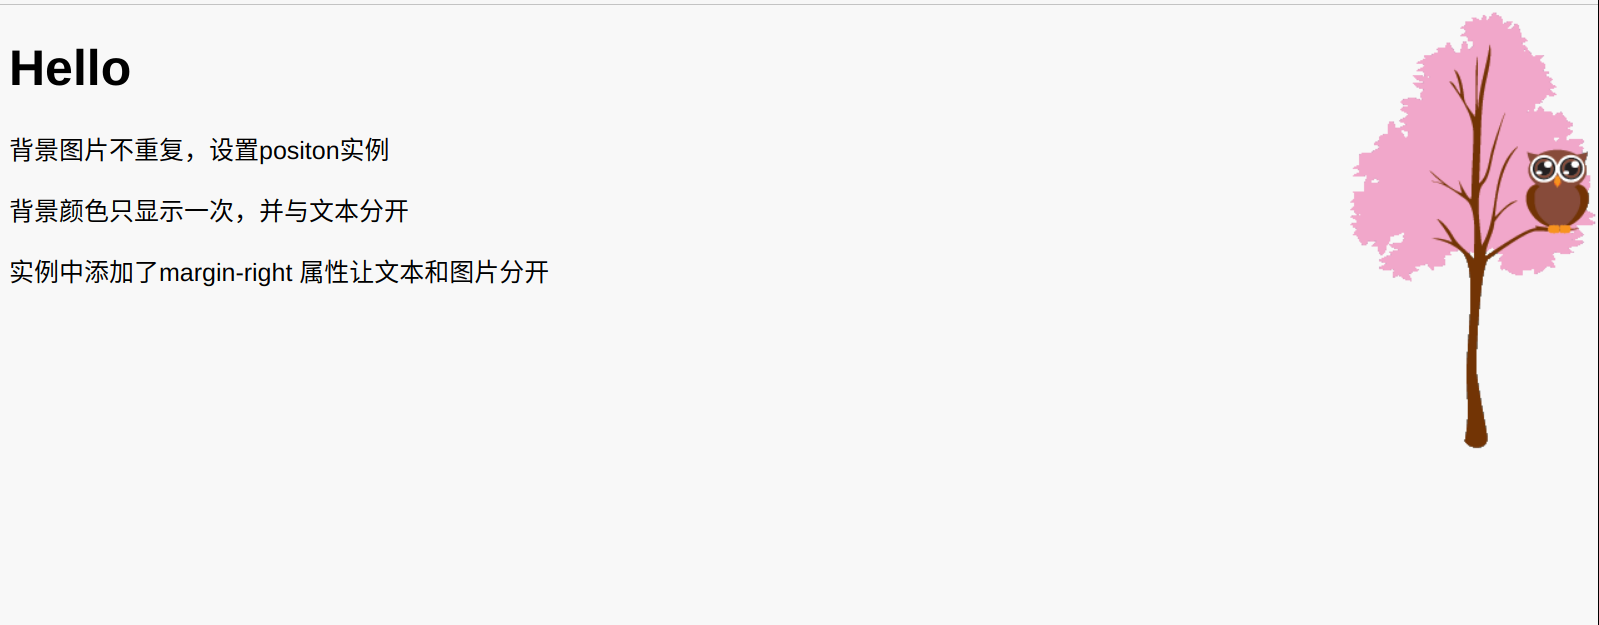 Hello
背景图片不重复，设置positon实例
背景颜色只显示一次，并与文本分开
实例中添加了margin-right 属性让文本和图片分开